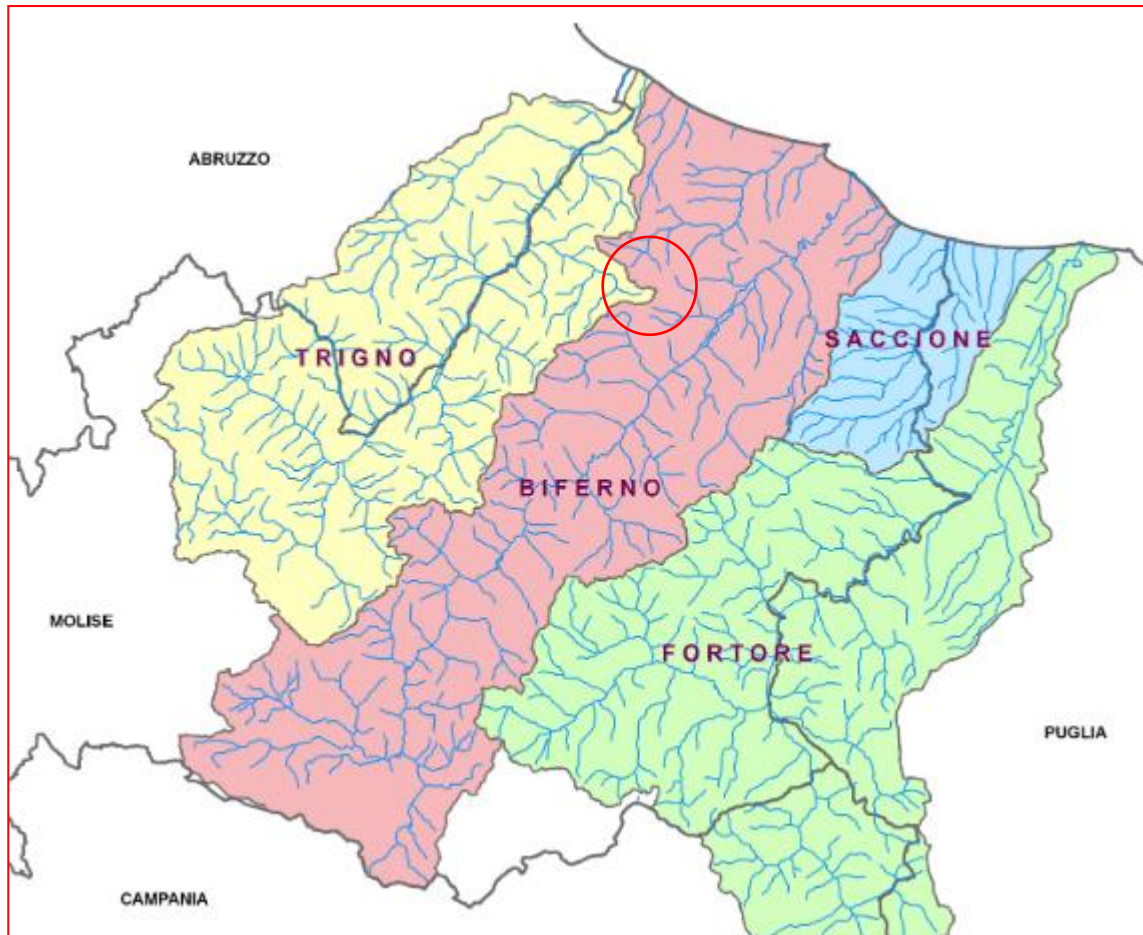 ABRUZZO
TRIGNO
SACCIONE
BIFERNO
MOLISE
FORTORE
PUGLIA
CAMPANIA